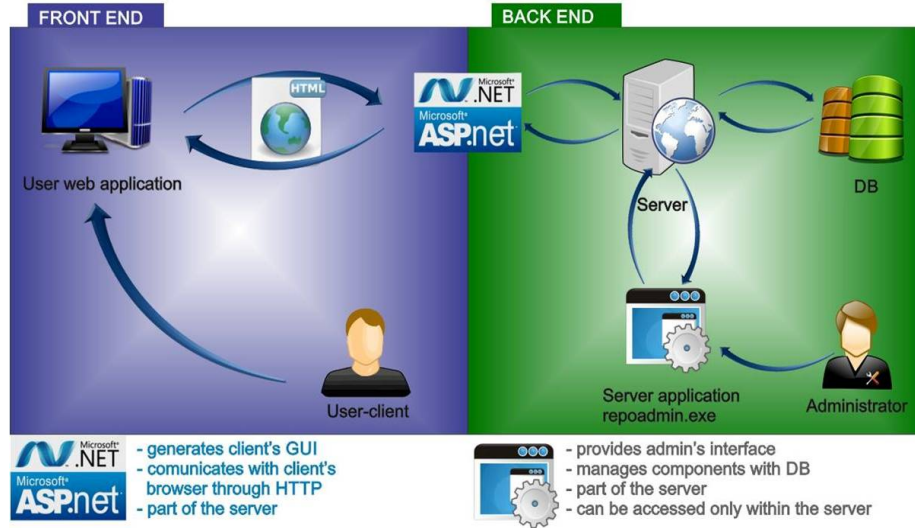 FRONT END
BACK END
HTML
Microsoft®
.NET
Microsoft®
ASP.net
User web application
Server
DB
User-client
Server application
repoadmin.exe
Administrator
Microsoft®
.NET
Microsoft®
ASP.net
- generates client's GUI
- comunicates with client's
browser through HTTP
- part of the server
- provides admin's interface
- manages components with DB
- part of the server
- can be accessed only within the server